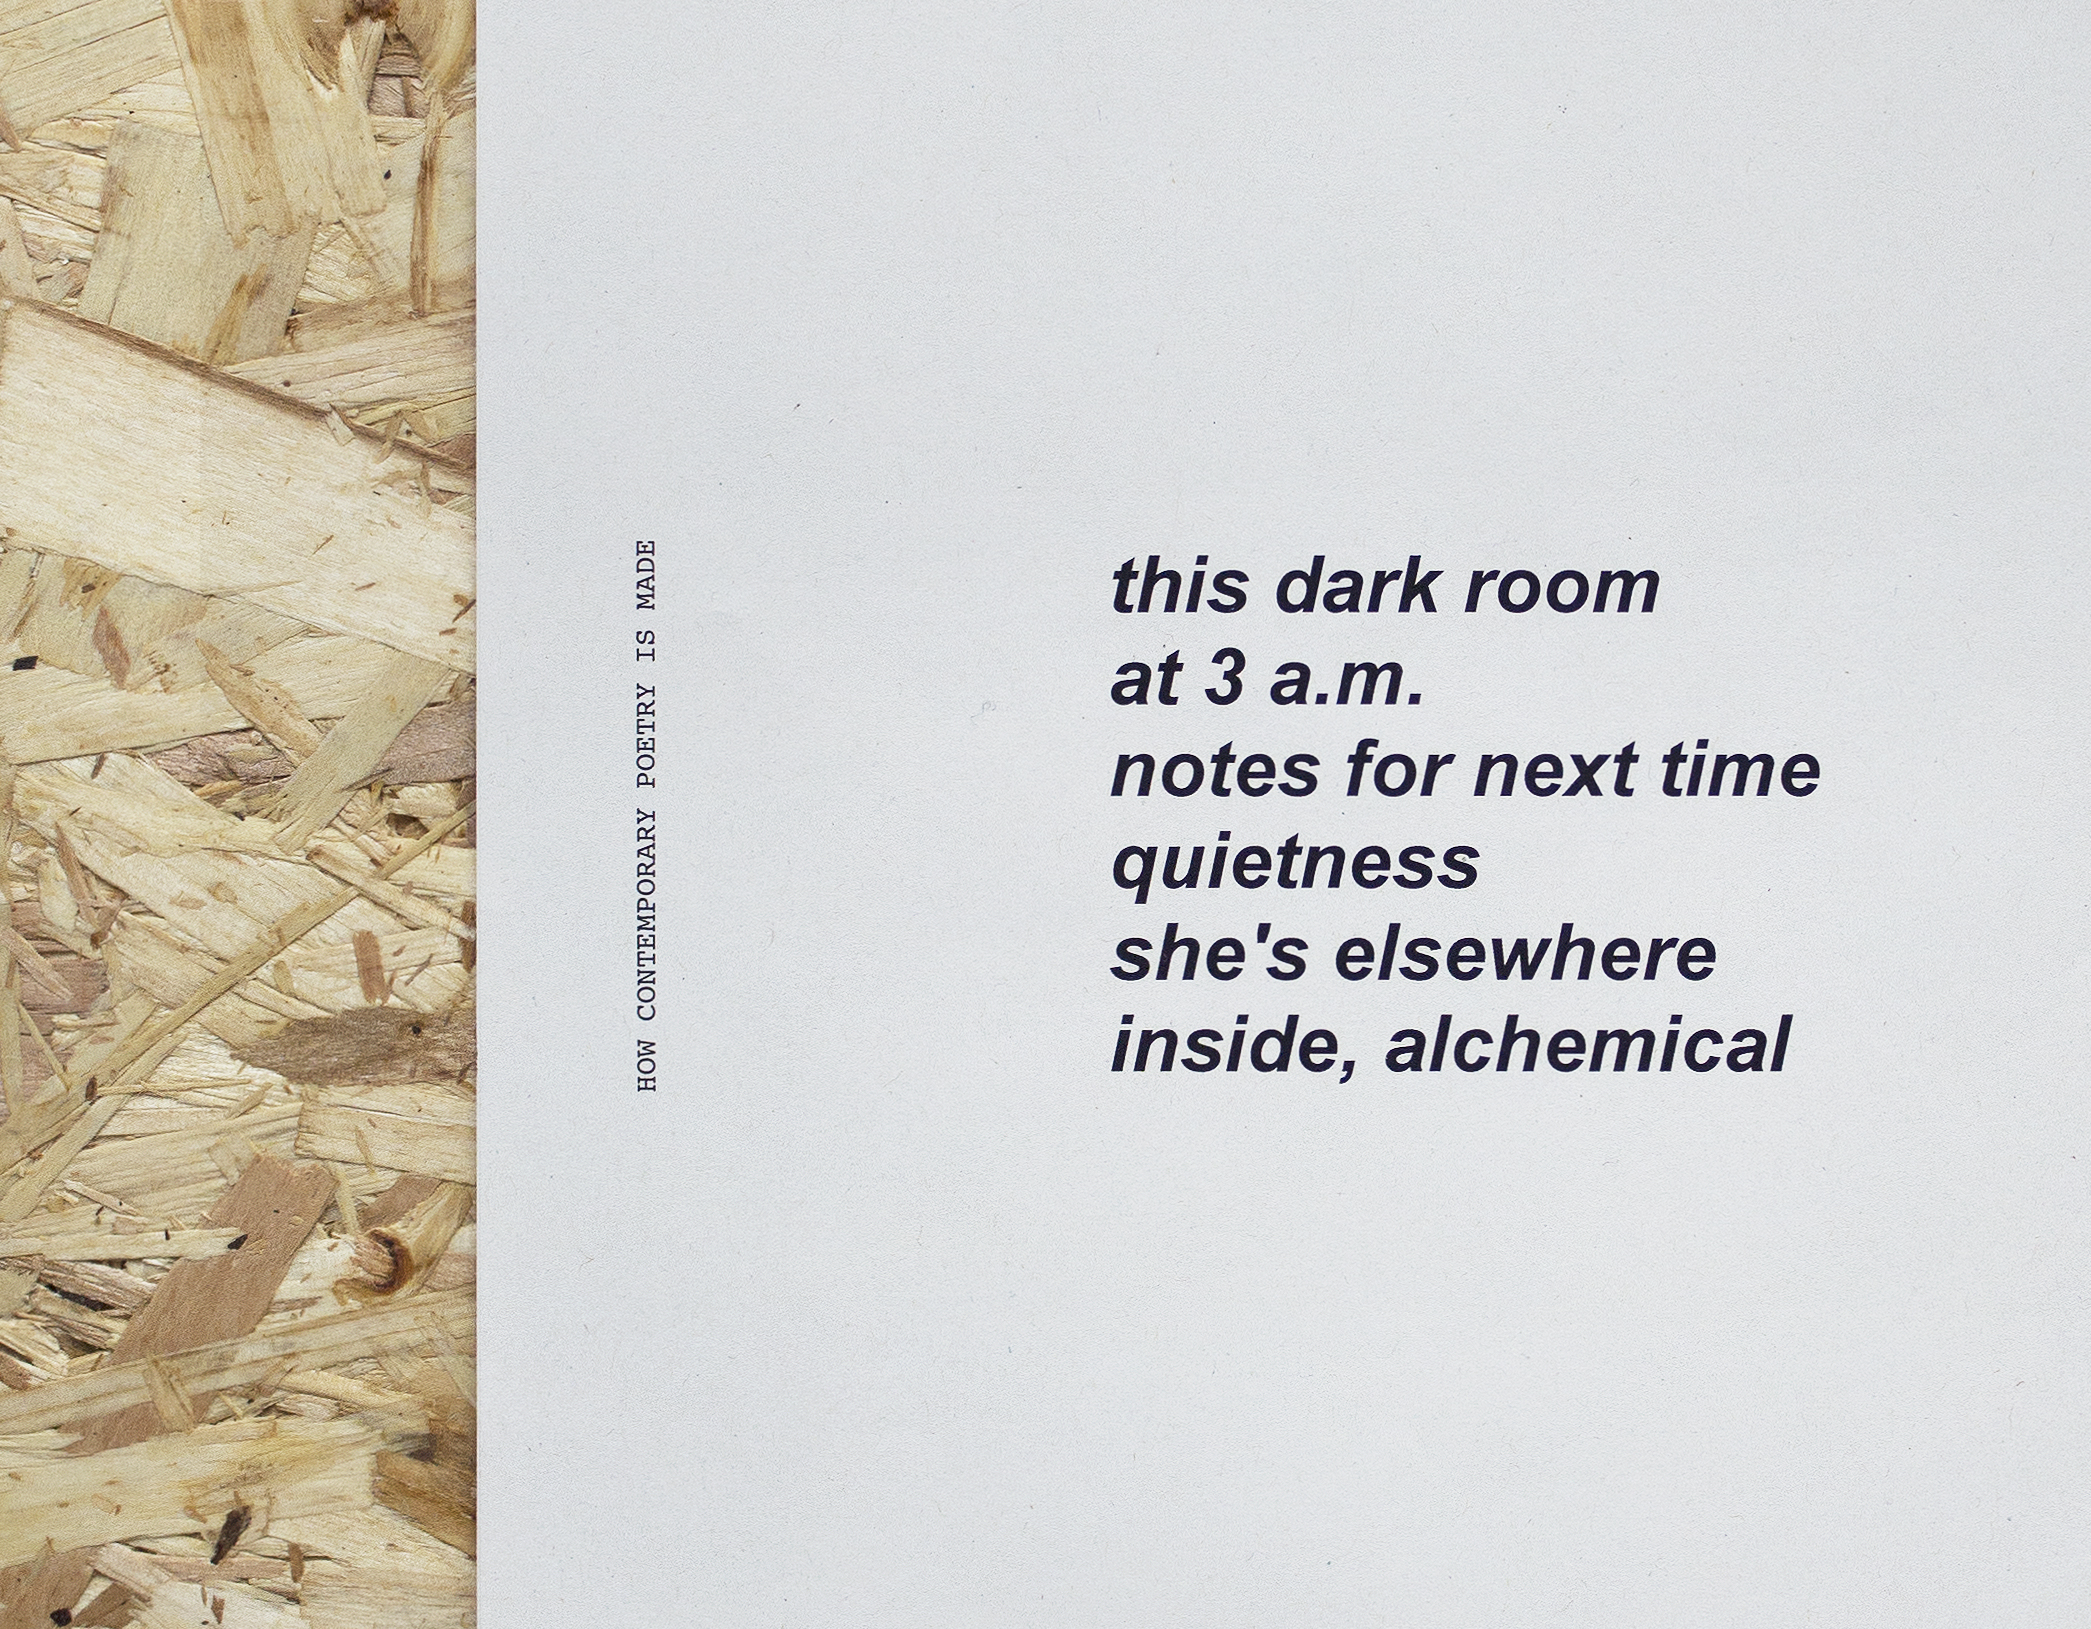 HOW CONTEMPORARY POETRY IS MADE
this dark room
at 3 a.m.
notes for next time
quietness
she's elsewhere
inside, alchemical